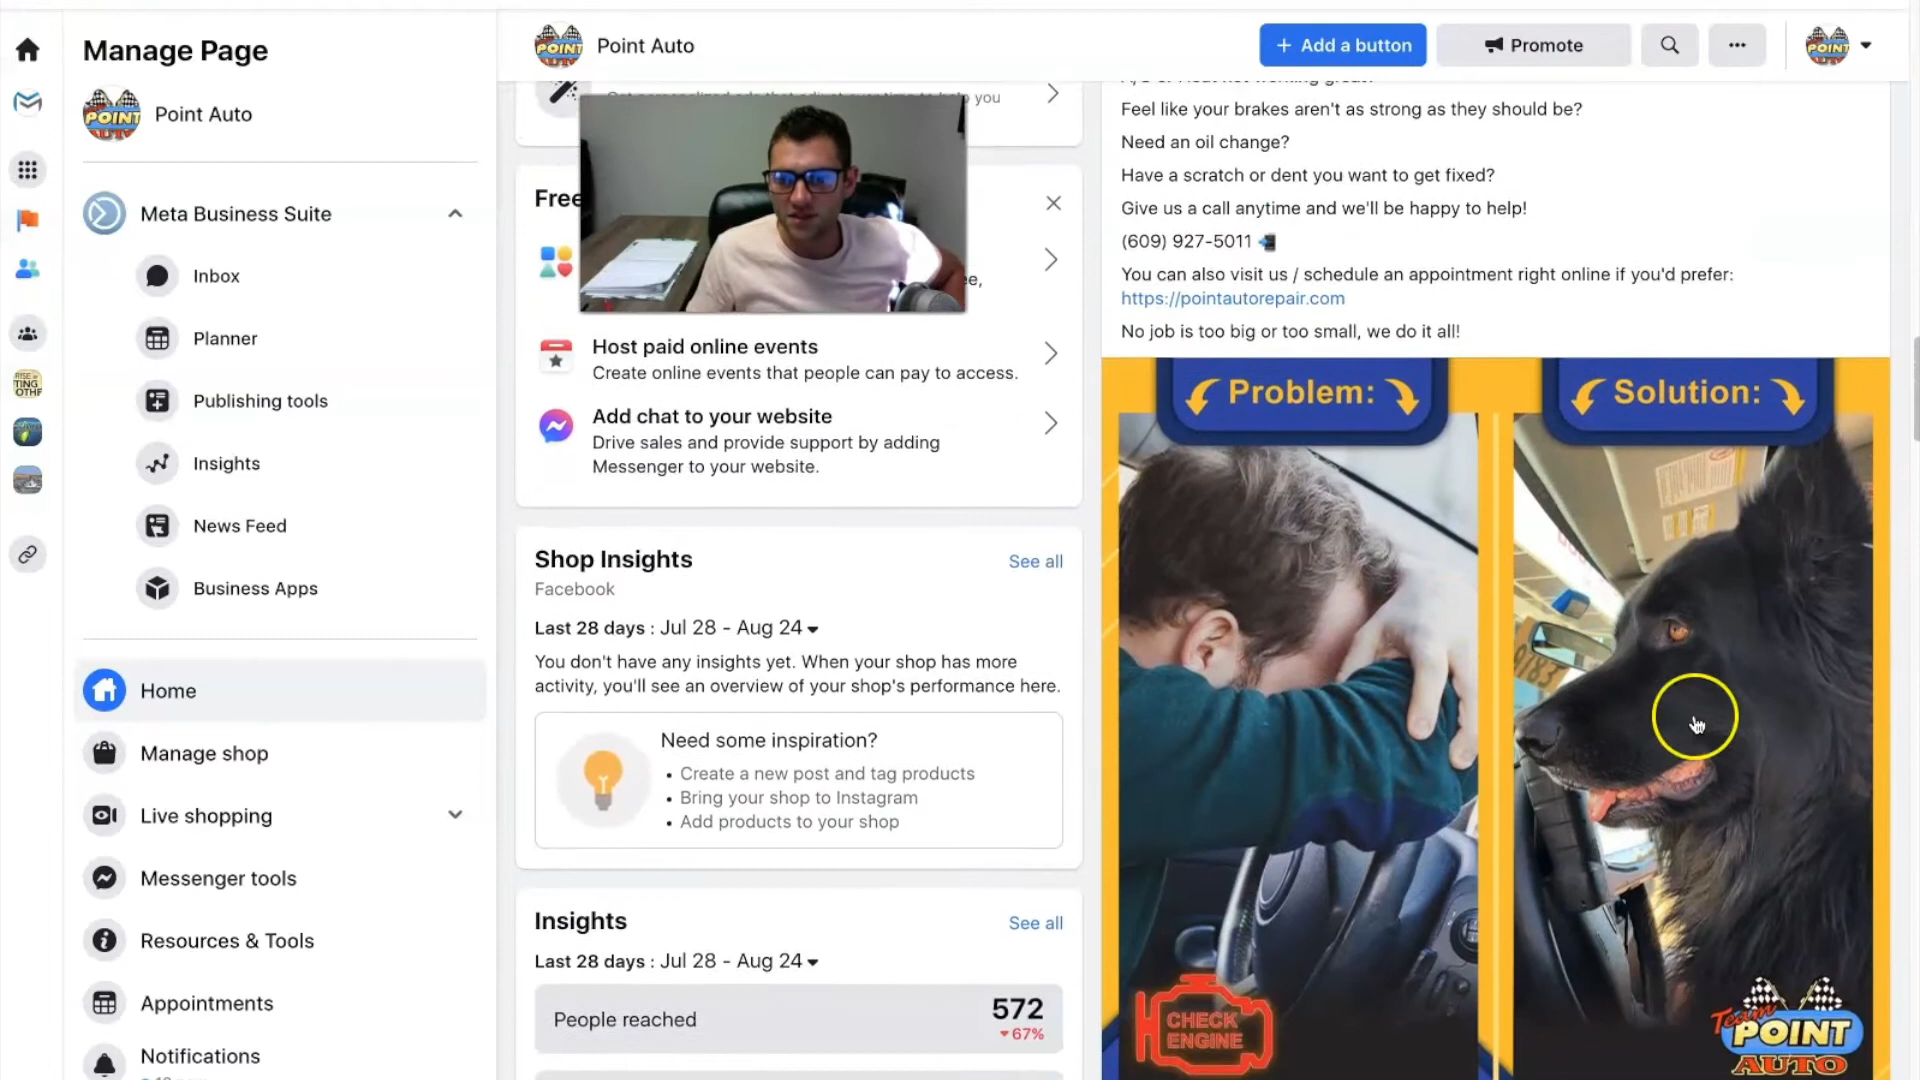 Manage Page
Point Auto
Meta Business Suite
Inbox
Planner
Publishing tools
Insights
News Feed
Business Apps
Home
Manage shop
Live shopping
Messenger tools
Resources & Tools
Appointments
Notifications
POINT
Point Auto
+ Add a button
Promote
Free
Host paid online events
Create online events that people can pay to access.
Add chat to your website
Drive sales and provide support by adding
Messenger to your website.
Shop Insights
See all
Facebook
Last 28 days : Jul 28 - Aug 24
You don't have any insights yet. When your shop has more
activity, you'll see an overview of your shop's performance here.
Need some inspiration?
• Create a new post and tag products
• Bring your shop to Instagram
• Add products to your shop
Insights
See all
Last 28 days : Jul 28 - Aug 24
People reached
572
67%
Feel like your brakes aren't as strong as they should be?
Need an oil change?
Have a scratch or dent you want to get fixed?
Give us a call anytime and we'll be happy to help!
(609) 927-5011
You can also visit us / schedule an appointment right online if you'd prefer:
https://pointautorepair.com
No job is too big or too small, we do it all!
Problem:
Solution:
CHECK
ENGINE
Team
POINT
AUTO